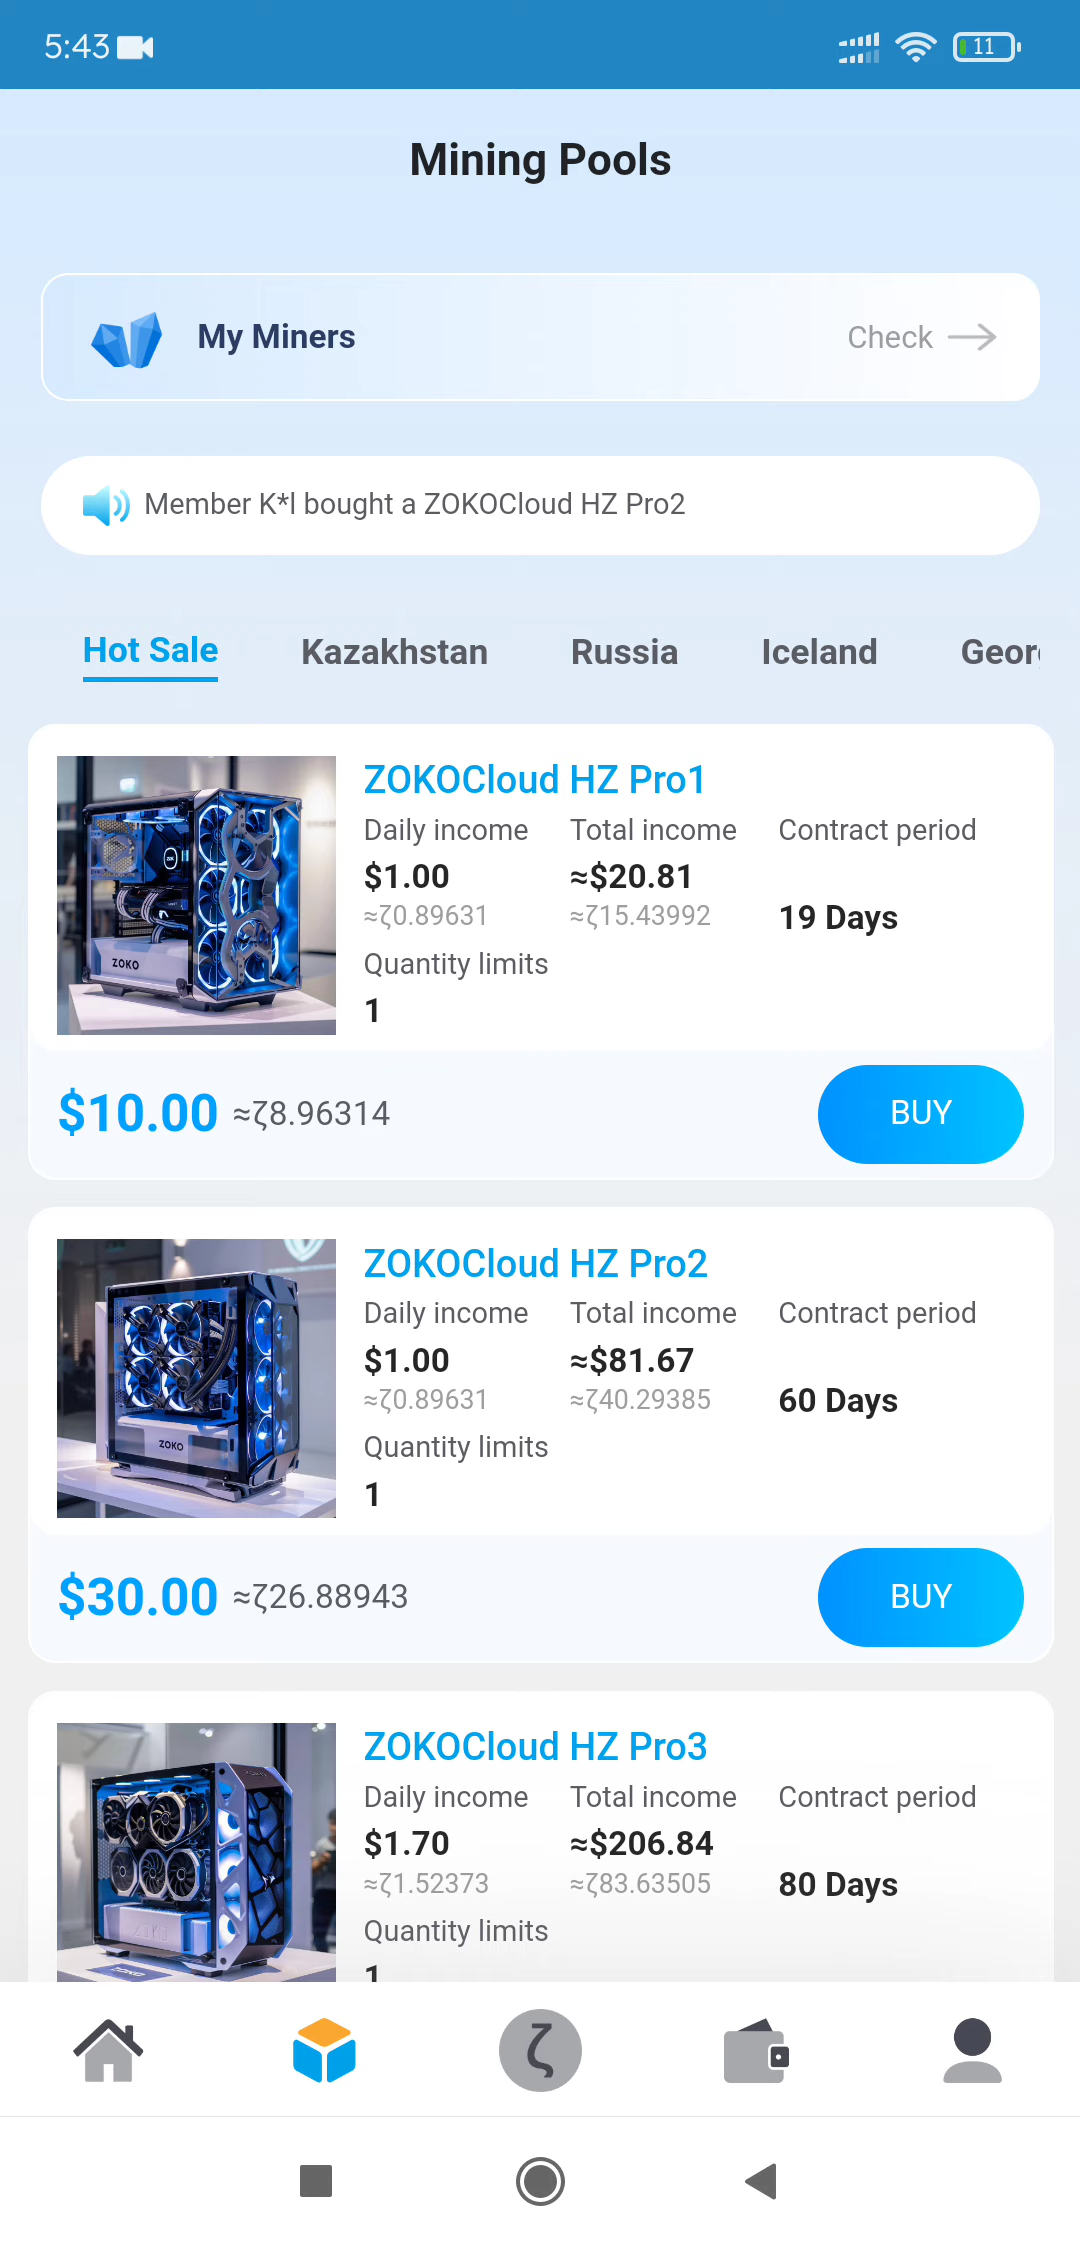 5:43
11
Mining Pools
My Miners
Check
Member K*l bought a ZOKOCloud HZ Pro2
Hot Sale Kazakhstan Russia Iceland Geor
ZOKOCloud HZ Pro1
Daily income Total income Contract period
$1.00 ≈$20.81
≈ζ0.89631 ≈ζ15.43992 19 Days
Quantity limits
1
ZOKO
$10.00 ≈ζ8.96314 BUY
ZOKOCloud HZ Pro2
Daily income Total income Contract period
$1.00 ≈$81.67
≈ζ0.89631 ≈ζ40.29385 60 Days
Quantity limits
1
ZOKO
$30.00 ≈ζ26.88943 BUY
ZOKOCloud HZ Pro3
Daily income Total income Contract period
$1.70 ≈$206.84
≈ζ1.52373 ≈ζ83.63505 80 Days
Quantity limits
1
ZOKO
ZOKO
ζ